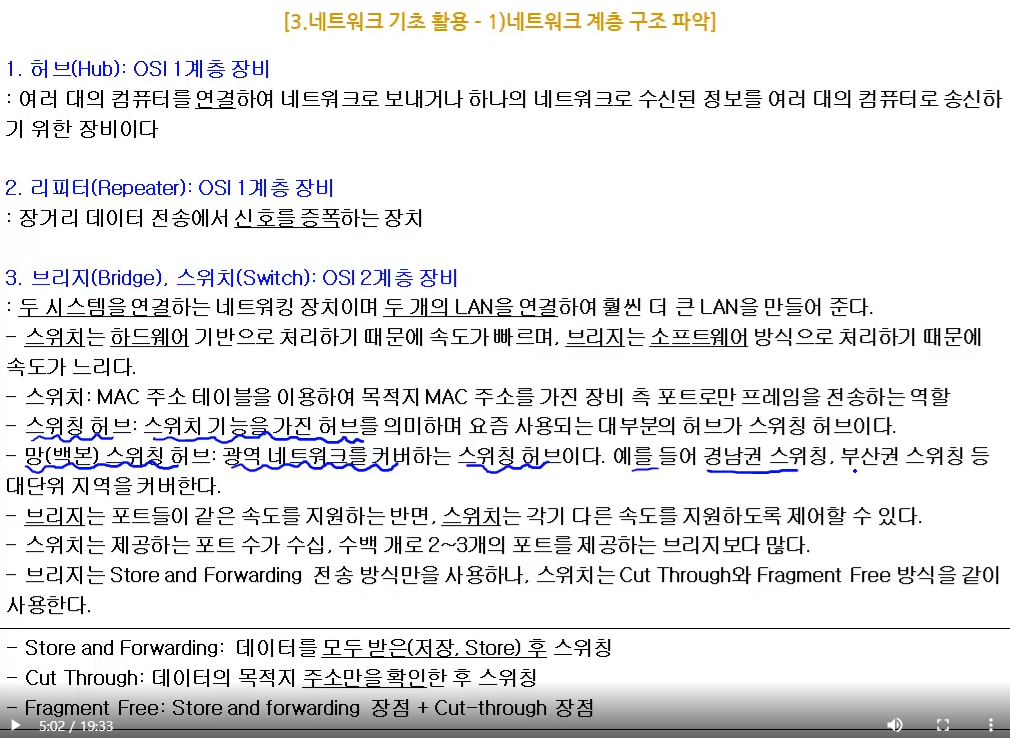 [3.네트워크 기초 활용 - 1)네트워크 계층 구조 파악]
1. 허브(Hub): OSI 1계층 장비
: 여러 대의 컴퓨터를 연결하여 네트워크로 보내거나 하나의 네트워크로 수신된 정보를 여러 대의 컴퓨터로 송신하
기 위한 장비이다
2. 리피터(Repeater): OSI 1계층 장비
: 장거리 데이터 전송에서 신호를 증폭하는 장치
3. 브리지(Bridge), 스위치(Switch): OSI 2계층 장비
: 두 시스템을 연결하는 네트워킹 장치이며 두 개의 LAN을 연결하여 훨씬 더 큰 LAN을 만들어 준다.
- 스위치는 하드웨어 기반으로 처리하기 때문에 속도가 빠르며, 브리지는 소프트웨어 방식으로 처리하기 때문에
속도가 느리다.
- 스위치: MAC 주소 테이블을 이용하여 목적지 MAC 주소를 가진 장비 측 포트로만 프레임을 전송하는 역할
- 스위칭 허브: 스위치 기능을 가진 허브를 의미하며 요즘 사용되는 대부분의 허브가 스위칭 허브이다.
- 망(백본) 스위칭 허브: 광역 네트워크를 커버하는 스위칭 허브이다. 예를 들어 경남권 스위칭, 부산권 스위칭 등
대단위 지역을 커버한다.
- 브리지는 포트들이 같은 속도를 지원하는 반면, 스위치는 각기 다른 속도를 지원하도록 제어할 수 있다.
- 스위치는 제공하는 포트 수가 수십, 수백 개로 2~3개의 포트를 제공하는 브리지보다 많다.
- 브리지는 Store and Forwarding 전송 방식만을 사용하나, 스위치는 Cut Through와 Fragment Free 방식을 같이
사용한다.
- Store and Forwarding: 데이터를 모두 받은(저장, Store) 후 스위칭
- Cut Through: 데이터의 목적지 주소만을 확인한 후 스위칭
- Fragment Free: Store and forwarding 장점 + Cut-through 장점
5:02 / 19:33